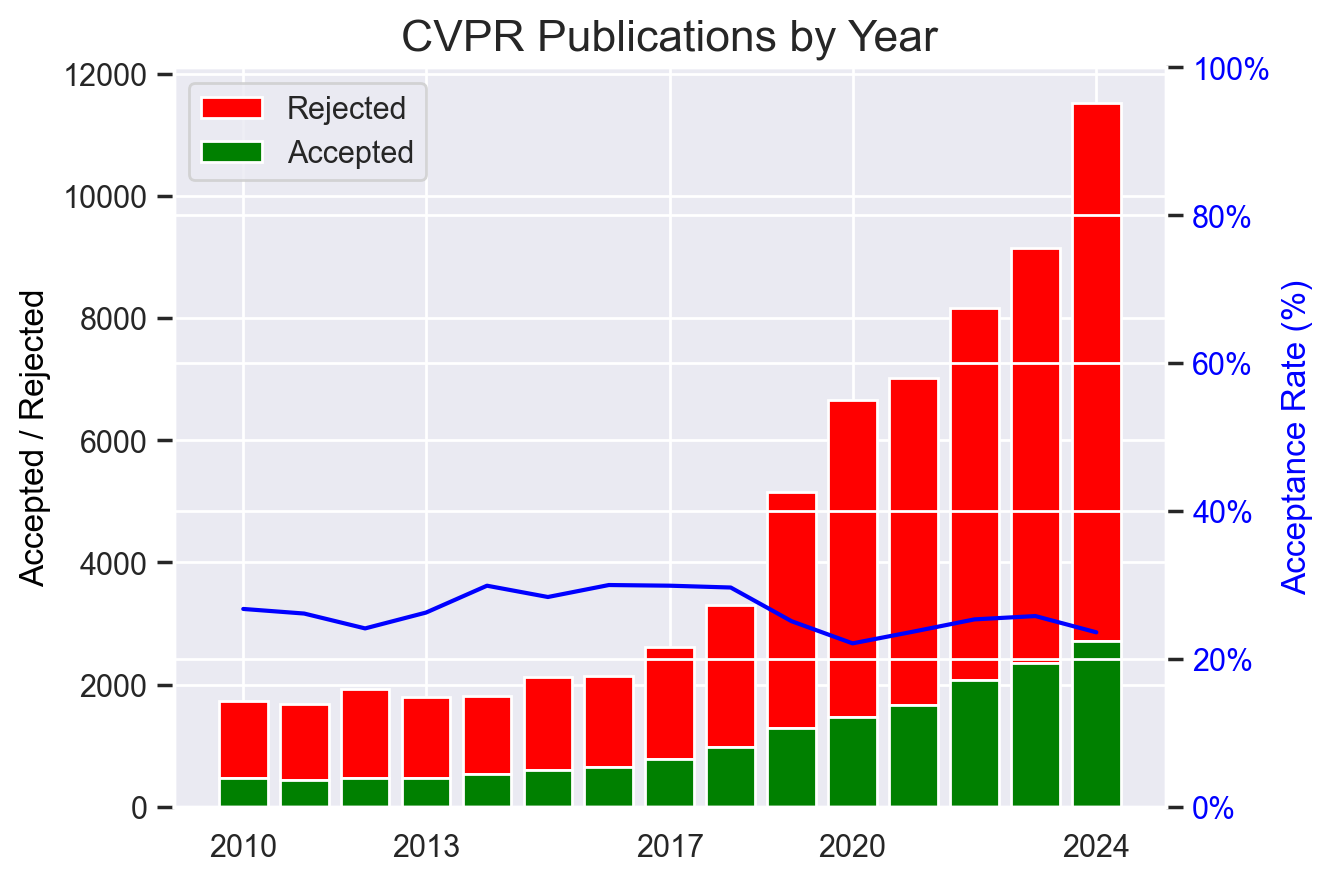 CVPR Publications by Year
Rejected
Accepted
Accepted / Rejected
12000
10000
8000
6000
4000
2000
0
100%
80%
60%
40%
20%
0%
Acceptance Rate (%)
2010 2013 2017 2020 2024